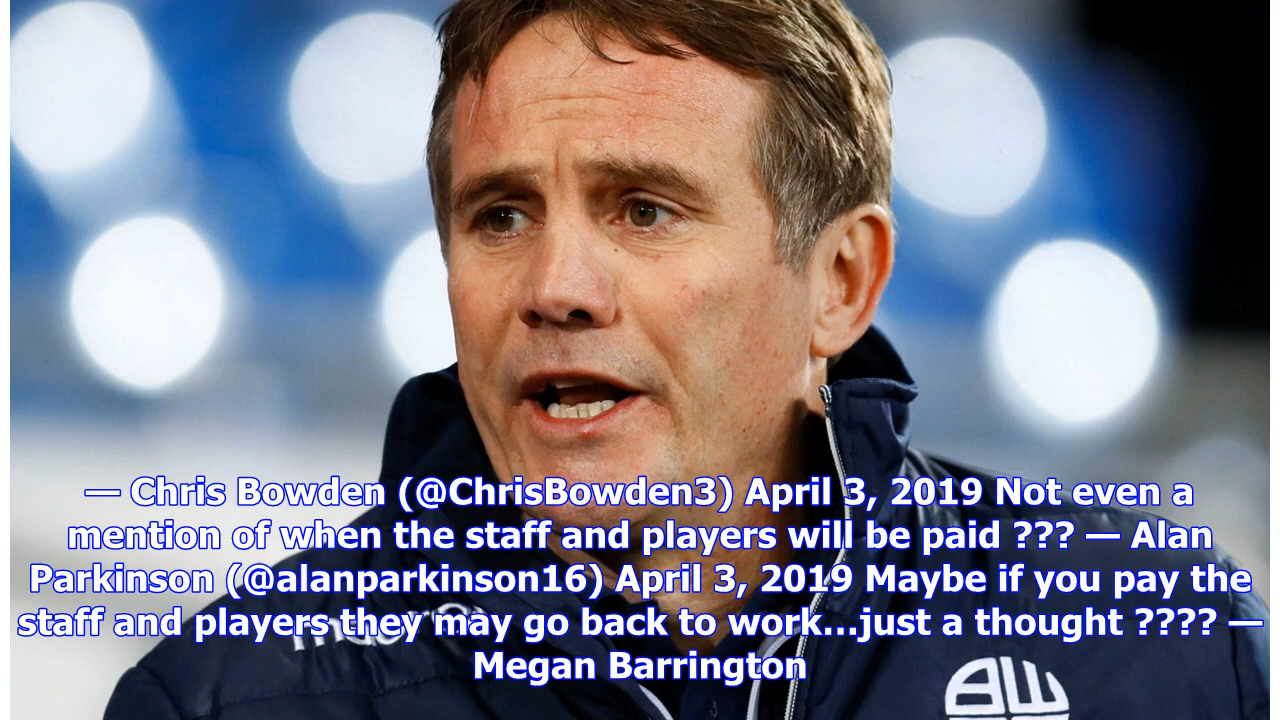 — Chris Bowden (@ChrisBowden3) April 3, 2019 Not even a
mention of when the staff and players will be paid ??? — Alan
Parkinson (@alanparkinson16) April 3, 2019 Maybe if you pay the
staff and players they may go back to work...just a thought ???? —
Megan Barrington
BW